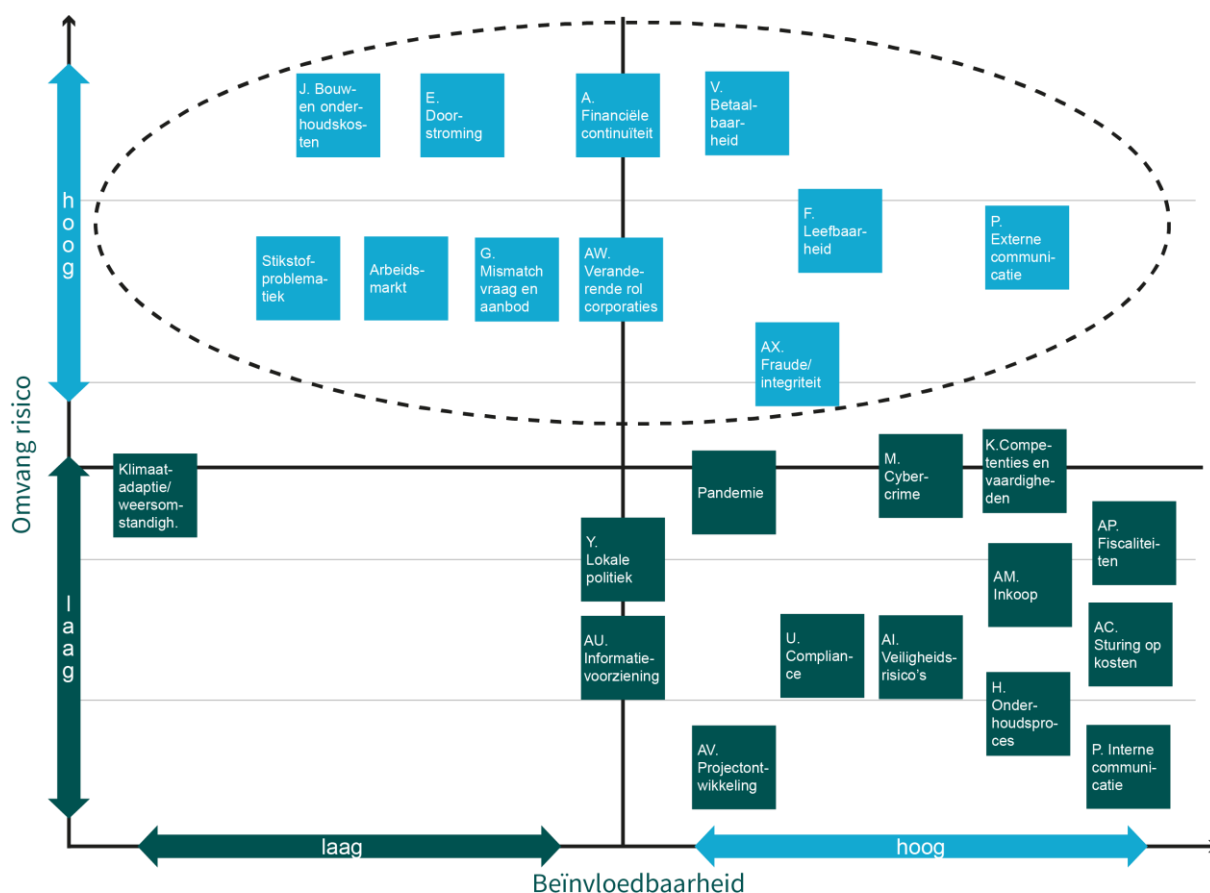 J. Bouw-
en onder-
houdskos-
ten
E.
Door-
stroming
A.
Financiële
continuïteit
V.
Betaal-
baar-
heid
hoog
F.
Leefbaar-
heid
P.
Externe
communi-
catie
Stikstof-
problema-
tiek
Arbeids-
markt
G.
Mismatch
vraag en
aanbod
AW.
Verande-
rende rol
corporaties
AX.
Fraude/
integriteit
Omvang risico
Klimaat-
adaptie/
weersom-
standigh.
Pandemie
M.
Cyber-
crime
K.Compe-
tenties en
vaardighe-
den
Y.
Lokale
politiek
AP.
Fiscalitei-
ten
AM.
Inkoop
laag
AU.
Informatie-
voorziening
U.
Complian-
ce
AI.
Veiligheids-
risico's
AC.
Sturing op
kosten
H.
Onder-
houdspro-
ces
AV.
Projectont-
wikkeling
P. Interne
communi-
catie
laag
hoog
Beïnvloedbaarheid